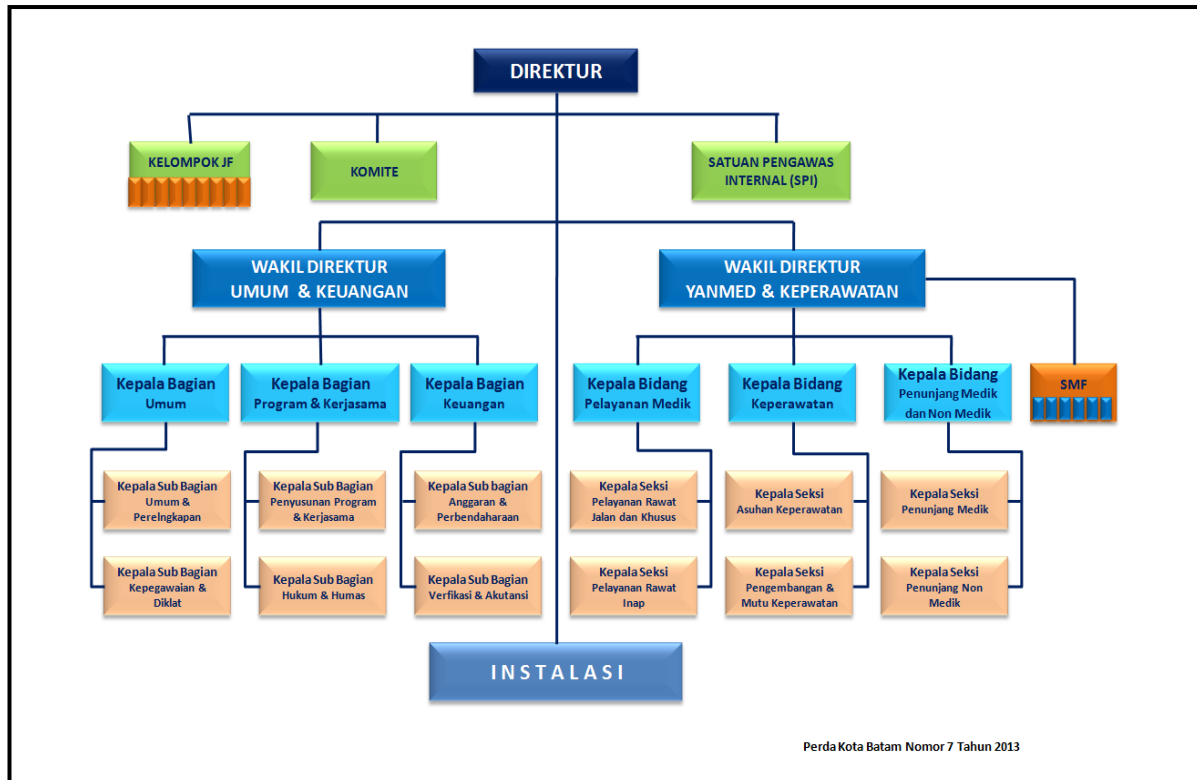 DIREKTUR
KELOMPOK JF
KOMITE
SATUAN PENGAWAS
INTERNAL (SPI)
WAKIL DIREKTUR
UMUM & KEUANGAN
WAKIL DIREKTUR
YANMED & KEPERAWATAN
Kepala Bagian
Umum
Kepala Bagian
Program & Kerjasama
Kepala Bagian
Keuangan
Kepala Bidang
Pelayanan Medik
Kepala Bidang
Keperawatan
Kepala Bidang
Penunjang Medik
dan Non Medik
SMF
Kepala Sub Bagian
Umum &
Perelngkapan
Kepala Sub Bagian
Penyusunan Program
& Kerjasama
Kepala Sub bagian
Anggaran &
Perbendaharaan
Kepala Seksi
Pelayanan Rawat
Jalan dan Khusus
Kepala Seksi
Asuhan Keperawatan
Kepala Seksi
Penunjang Medik
Kepala Sub Bagian
Kepegawaian &
Diklat
Kepala Sub Bagian
Hukum & Humas
Kepala Sub Bagian
Verfikasi & Akutansi
Kepala Seksi
Pelayanan Rawat
Inap
Kepala Seksi
Pengembangan &
Mutu Keperawatan
Kepala Seksi
Penunjang Non
Medik
I N S T A L A S I
Perda Kota Batam Nomor 7 Tahun 2013